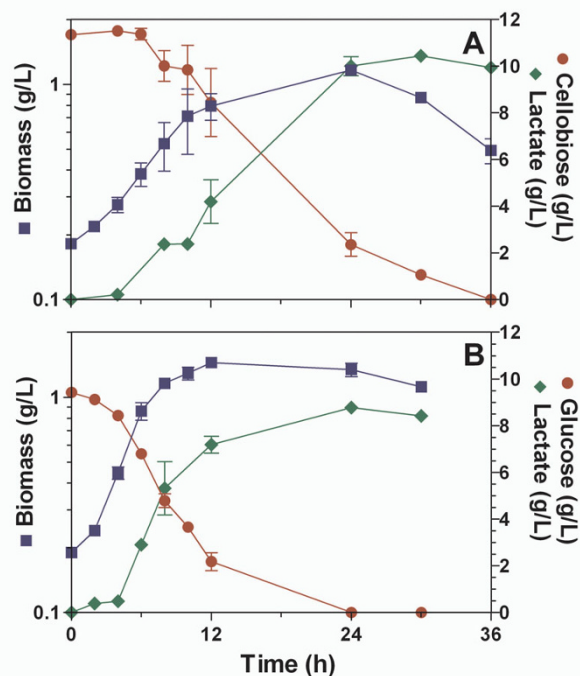 A
12
10
8
6
4
2
0
1
0.1
Biomass (g/L)
Cellobiose (g/L)
Lactate (g/L)
B
12
10
8
6
4
2
0
1
0.1
Biomass (g/L)
Glucose (g/L)
Lactate (g/L)
0 6 12 24 36
Time (h)